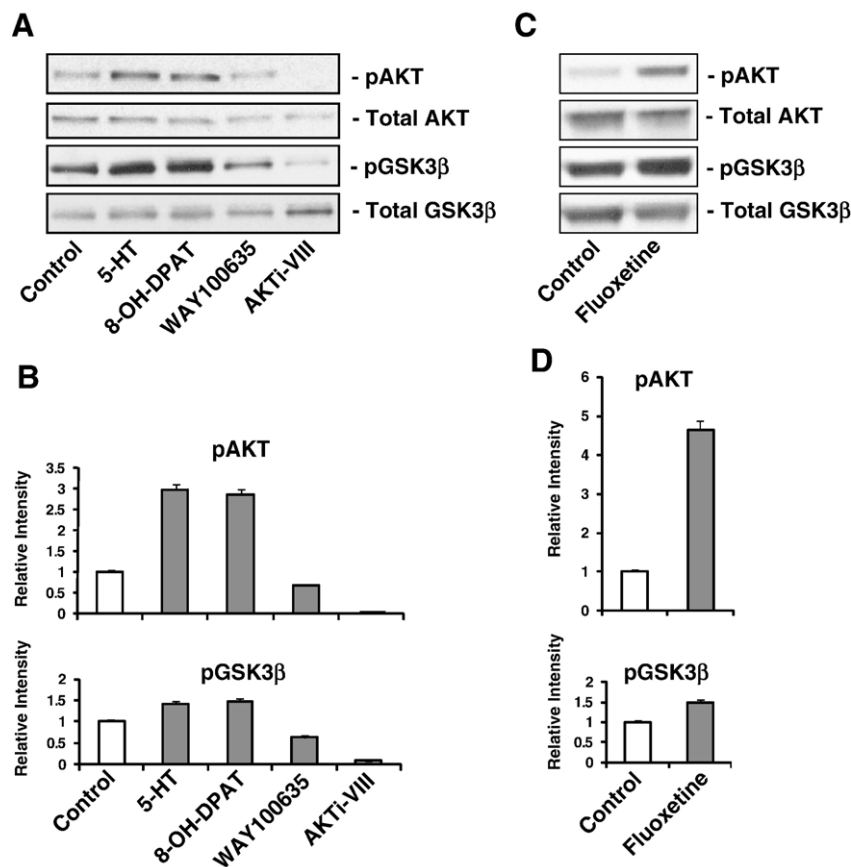 A
- pAKT
- Total AKT
- pGSK3β
- Total GSK3β
Control
5-HT
8-OH-DPAT
WAY100635
AKTi-VIII
C
- pAKT
- Total AKT
- pGSK3β
- Total GSK3β
Control
Fluoxetine
B
pAKT
Relative Intensity
3.5
3
2.5
2
1.5
1
0.5
0
pGSK3β
Relative Intensity
2
1.5
1
0.5
0
Control
5-HT
8-OH-DPAT
WAY100635
AKTi-VIII
D
pAKT
Relative Intensity
6
5
4
3
2
1
0
pGSK3β
Relative Intensity
2
1.5
1
0.5
0
Control
Fluoxetine